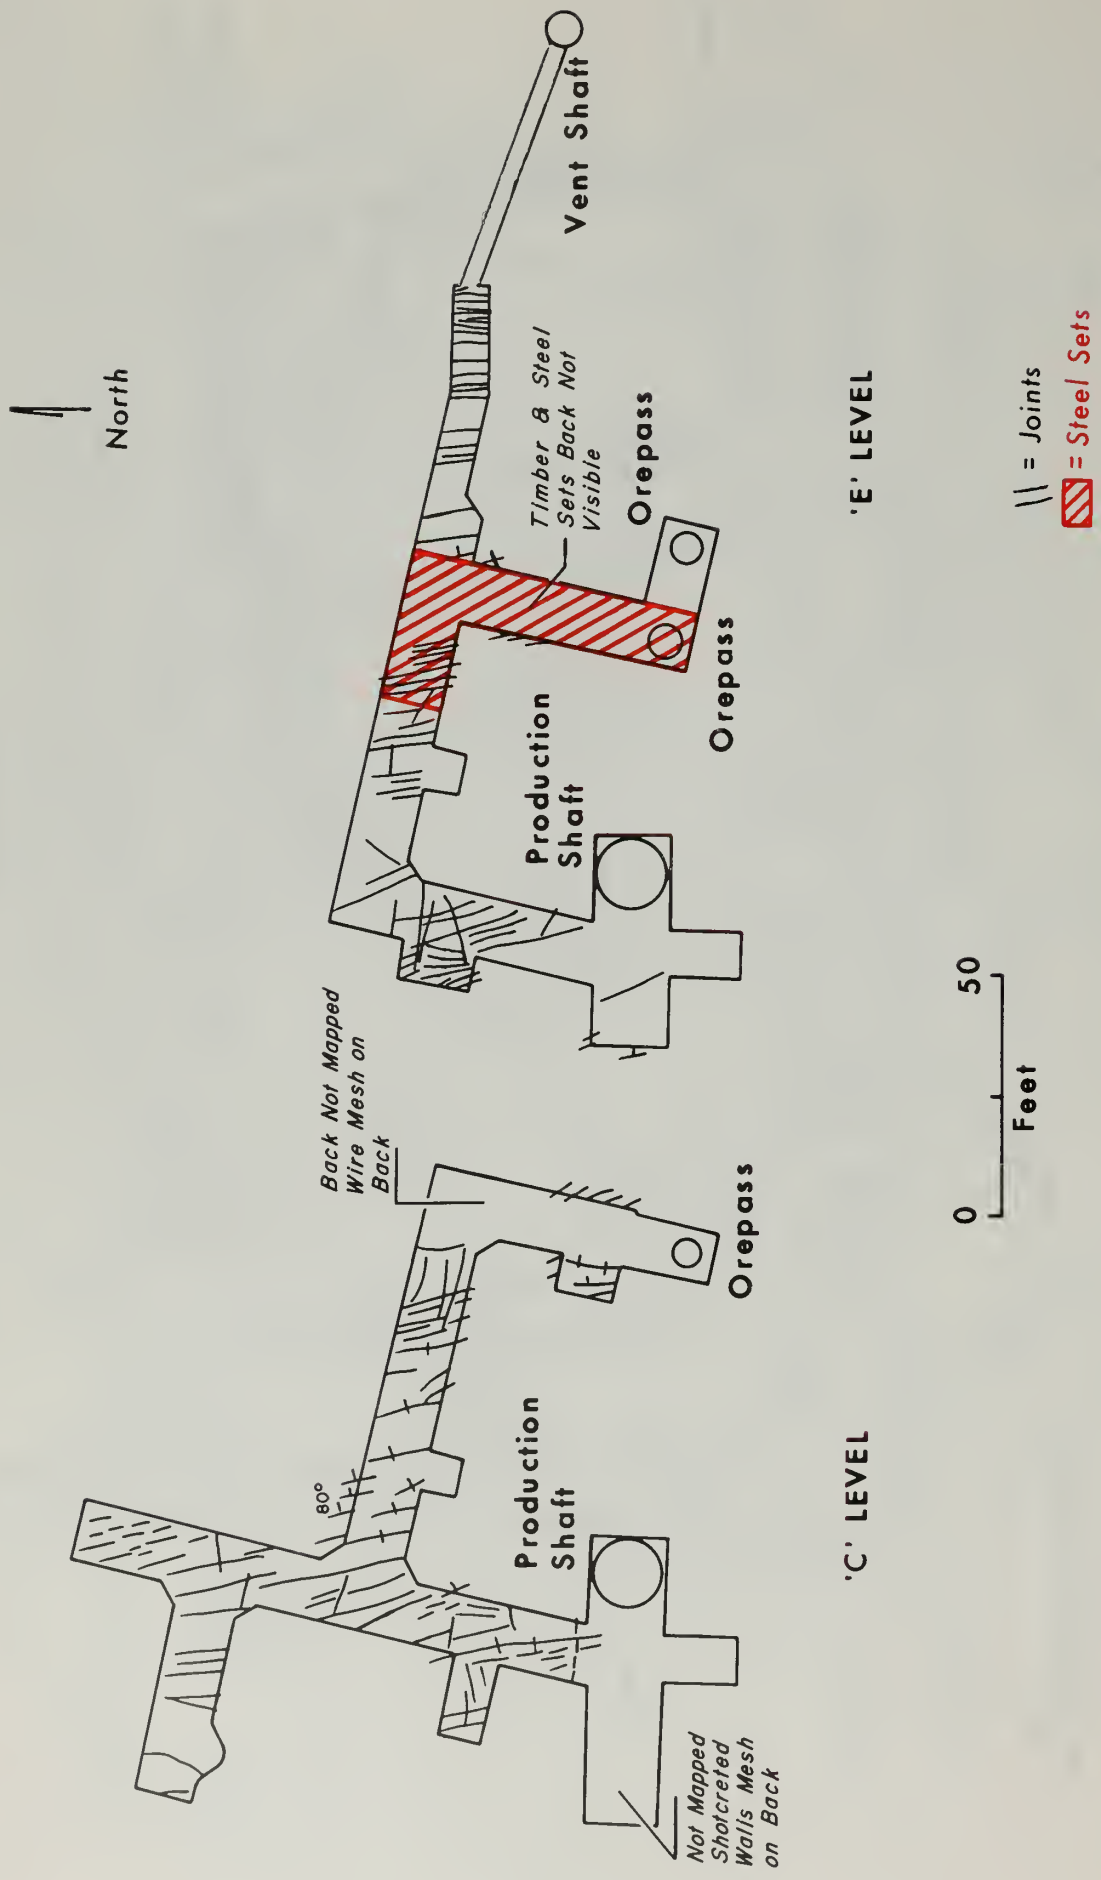 North
Vent Shaft
Timber & Steel
Sets Back Not
Visible
Orepass
Orepass
Production
Shaft
'E' LEVEL
= Joints
= Steel Sets
Back Not Mapped
Wire Mesh on
Back
Orepass
80°
Production
Shaft
Not Mapped
Shotcreted
Walls Mesh
on Back
'C' LEVEL
0 50
Feet